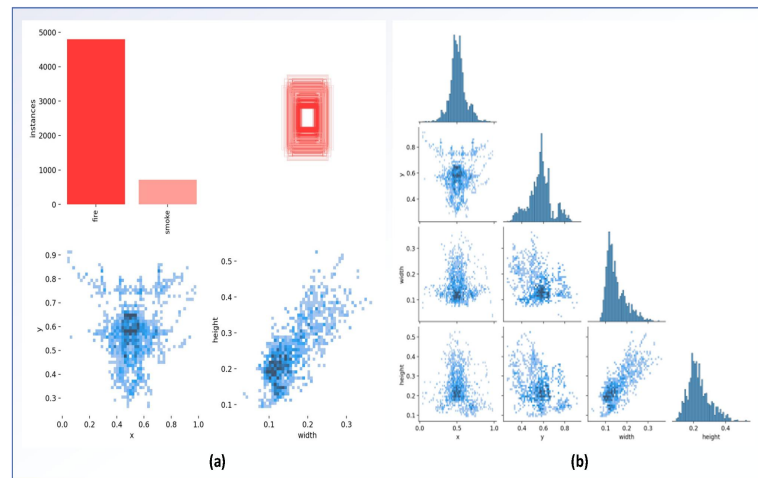 5000
4000
3000
2000
1000
0
instances
fire
smoke
0.9
0.8
0.7
0.6
0.5
0.4
0.3
y
0.0 0.2 0.4 0.6 0.8 1.0
x
0.5
0.4
0.3
0.2
0.1
height
0.1 0.2 0.3
width
(a)
0.8
0.6
0.4
y
0.3
0.2
0.1
width
0.5
0.4
0.3
0.2
0.1
height
0.0 0.5 1.0
x
0.4 0.6 0.8
y
0.1 0.2 0.3
width
0.2 0.4
height
(b)